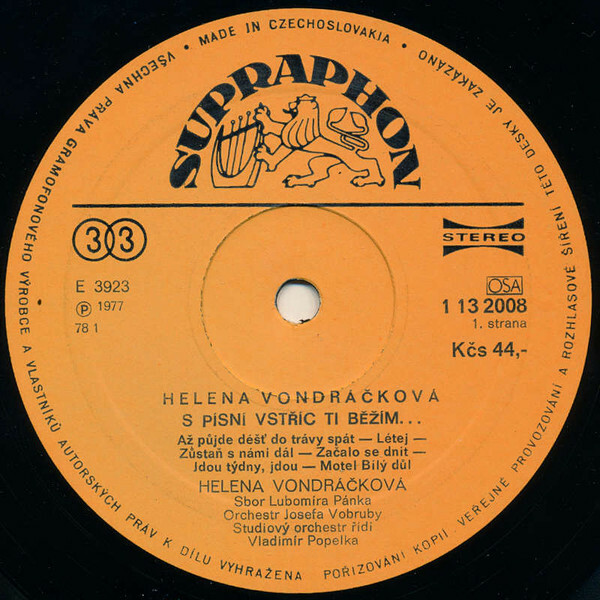 • MADE IN CZECHOSLOVAKIA •
VŠECHNA PRÁVA GRAMOFONOVÉHO VÝROBCE A VLASTNÍKŮ AUTORSKÝCH PRÁV K DÍLU VYHRAŽENA
POŘIZOVÁNÍ KOPIÍ. VEŘEJNÉ PROVOZOVÁNÍ A ROZHLASOVÉ ŠÍŘENÍ TÉTO DESKY JE ZAKÁZÁNO
SUPRAPHON
33
STEREO
E 3923
℗ 1977
78 1
OSA
1 13 2008
1. strana
Kčs 44,-
HELENA VONDRÁČKOVÁ
S PÍSNÍ VSTŘÍC TI BĚŽÍM...
Až půjde déšť do trávy spát — Létej —
Zůstaň s námi dál — Začalo se dnít —
Jdou týdny, jdou — Motel Bílý důl
HELENA VONDRÁČKOVÁ
Sbor Lubomíra Pánka
Orchestr Josefa Vobruby
Studiový orchestr řídí
Vladimír Popelka